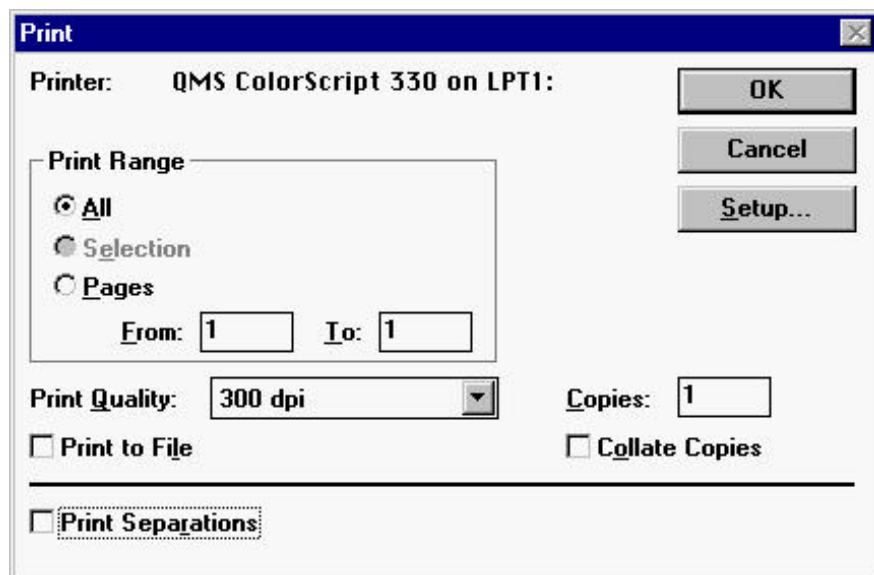 Print
Printer: QMS ColorScript 330 on LPT1:
OK
Cancel
Setup...
Print Range
All
Selection
Pages
From: 1 To: 1
Print Quality: 300 dpi
Copies: 1
Print to File
Collate Copies
Print Separations